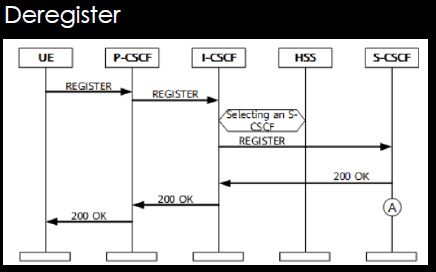 Deregister
UE
P-CSCF
I-CSCF
HSS
S-CSCF
REGISTER
REGISTER
Selecting an S-
CSCF
REGISTER
200 OK
200 OK
A
200 OK